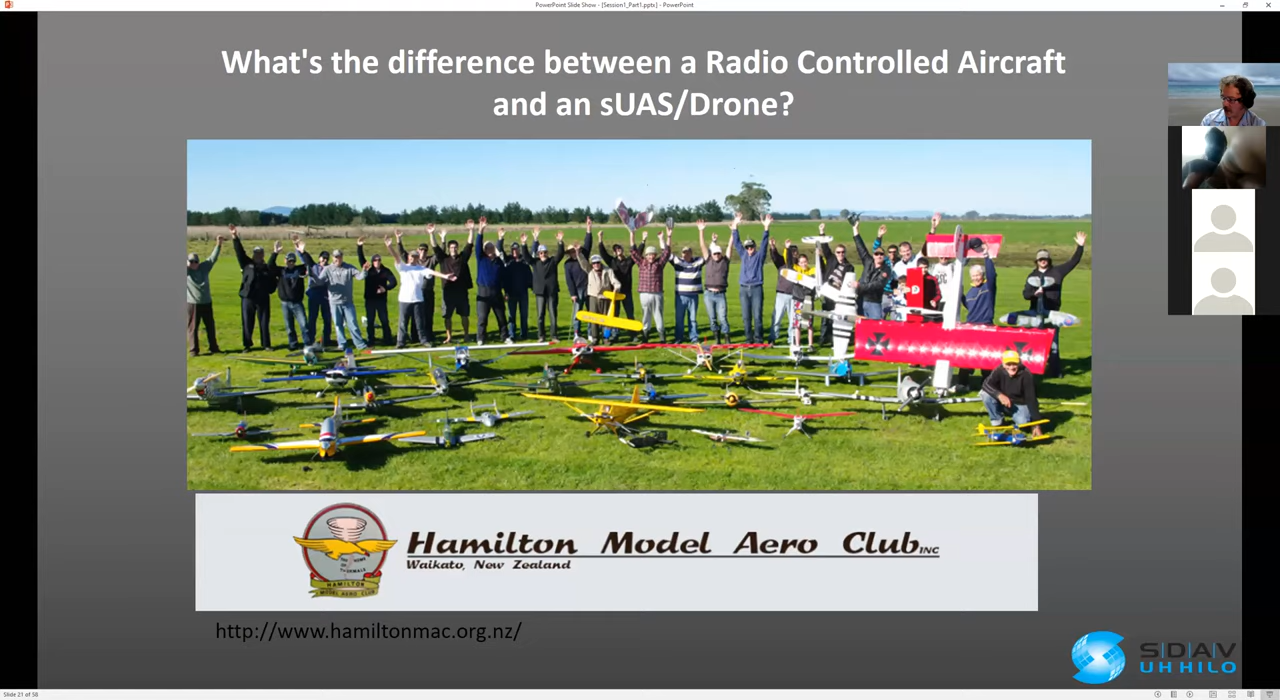 PowerPoint Slide Show - [Session1_Part1.pptx] - PowerPoint
What's the difference between a Radio Controlled Aircraft
and an sUAS/Drone?
Hamilton Model Aero Club INC
Waikato, New Zealand
HAMILTON
MODEL AERO CLUB
http://www.hamiltonmac.org.nz/
S|D|A|V
UH HILO
Slide 21 of 58